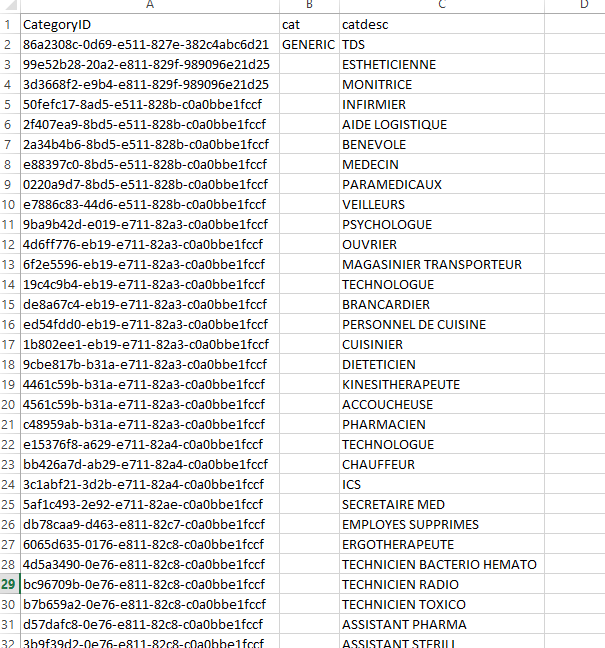 A B C D
1 CategoryID cat catdesc
2 86a2308c-0d69-e511-827e-382c4abc6d21 GENERIC TDS
3 99e52b28-20a2-e811-829f-989096e21d25 ESTHETICIENNE
4 3d3668f2-e9b4-e811-829f-989096e21d25 MONITRICE
5 50fefc17-8ad5-e511-828b-c0a0bbe1fccf INFIRMIER
6 2f407ea9-8bd5-e511-828b-c0a0bbe1fccf AIDE LOGISTIQUE
7 2a34b4b6-8bd5-e511-828b-c0a0bbe1fccf BENEVOLE
8 e88397c0-8bd5-e511-828b-c0a0bbe1fccf MEDECIN
9 0220a9d7-8bd5-e511-828b-c0a0bbe1fccf PARAMEDICAUX
10 e7886c83-44d6-e511-828b-c0a0bbe1fccf VEILLEURS
11 9ba9b42d-e019-e711-82a3-c0a0bbe1fccf PSYCHOLOGUE
12 4d6ff776-eb19-e711-82a3-c0a0bbe1fccf OUVRIER
13 6f2e5596-eb19-e711-82a3-c0a0bbe1fccf MAGASINIER TRANSPORTEUR
14 19c4c9b4-eb19-e711-82a3-c0a0bbe1fccf TECHNOLOGUE
15 de8a67c4-eb19-e711-82a3-c0a0bbe1fccf BRANCARDIER
16 ed54fdd0-eb19-e711-82a3-c0a0bbe1fccf PERSONNEL DE CUISINE
17 1b802ee1-eb19-e711-82a3-c0a0bbe1fccf CUISINIER
18 9cbe817b-b31a-e711-82a3-c0a0bbe1fccf DIETETICIEN
19 4461c59b-b31a-e711-82a3-c0a0bbe1fccf KINESITHERAPEUTE
20 4561c59b-b31a-e711-82a3-c0a0bbe1fccf ACCOUCHEUSE
21 c48959ab-b31a-e711-82a3-c0a0bbe1fccf PHARMACIEN
22 e15376f8-a629-e711-82a4-c0a0bbe1fccf TECHNOLOGUE
23 bb426a7d-ab29-e711-82a4-c0a0bbe1fccf CHAUFFEUR
24 3c1abf21-3d2b-e711-82a4-c0a0bbe1fccf ICS
25 5af1c493-2e92-e711-82ae-c0a0bbe1fccf SECRETAIRE MED
26 db78caa9-d463-e811-82c7-c0a0bbe1fccf EMPLOYES SUPPRIMES
27 6065d635-0176-e811-82c8-c0a0bbe1fccf ERGOTHERAPEUTE
28 4d5a3490-0e76-e811-82c8-c0a0bbe1fccf TECHNICIEN BACTERIO HEMATO
29 bc96709b-0e76-e811-82c8-c0a0bbe1fccf TECHNICIEN RADIO
30 b7b659a2-0e76-e811-82c8-c0a0bbe1fccf TECHNICIEN TOXICO
31 d57dafc8-0e76-e811-82c8-c0a0bbe1fccf ASSISTANT PHARMA
32 3b9f39d2-0e76-e811-82c8-c0a0bbe1fccf ASSISTANT STERILI